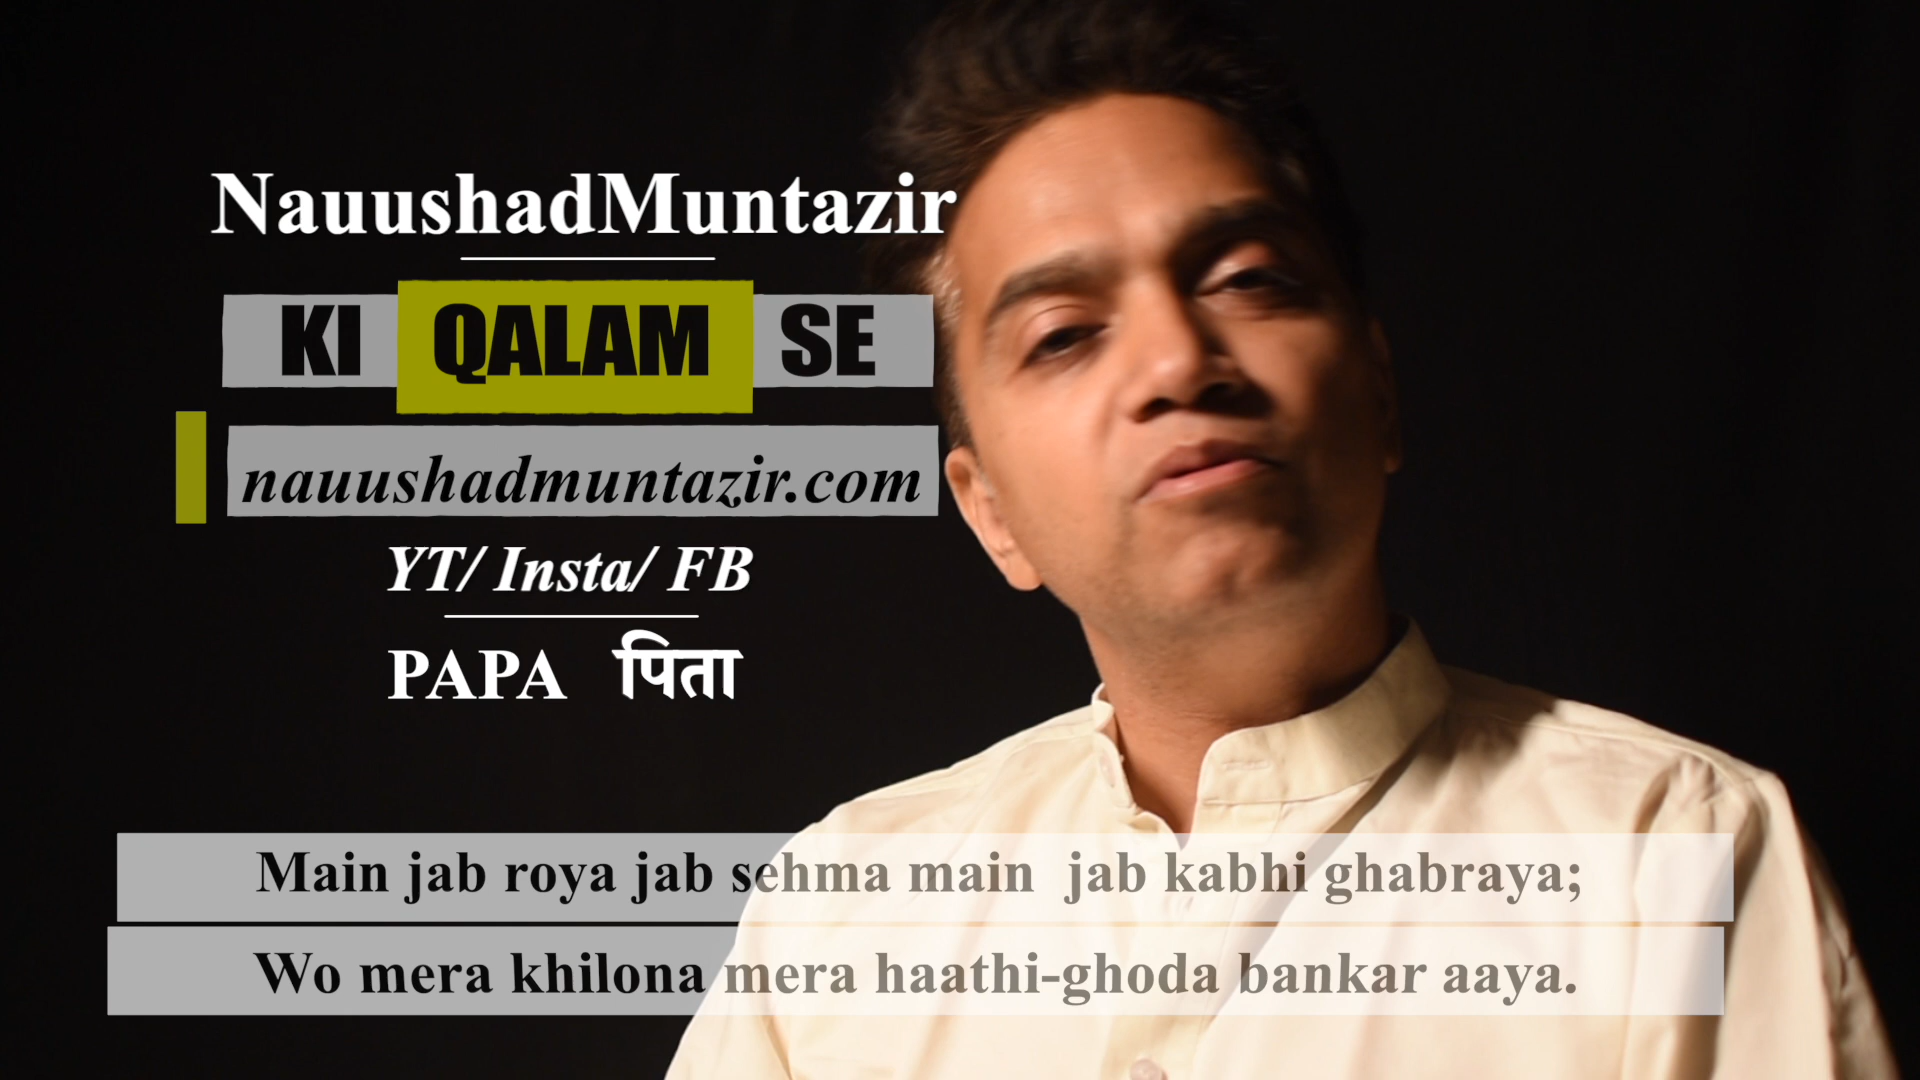 NauushadMuntazir
KI QALAM SE
nauushadmuntazir.com
YT/ Insta/ FB
PAPA पिता
Main jab roya jab sehma main jab kabhi ghabraya;
Wo mera khilona mera haathi-ghoda bankar aaya.